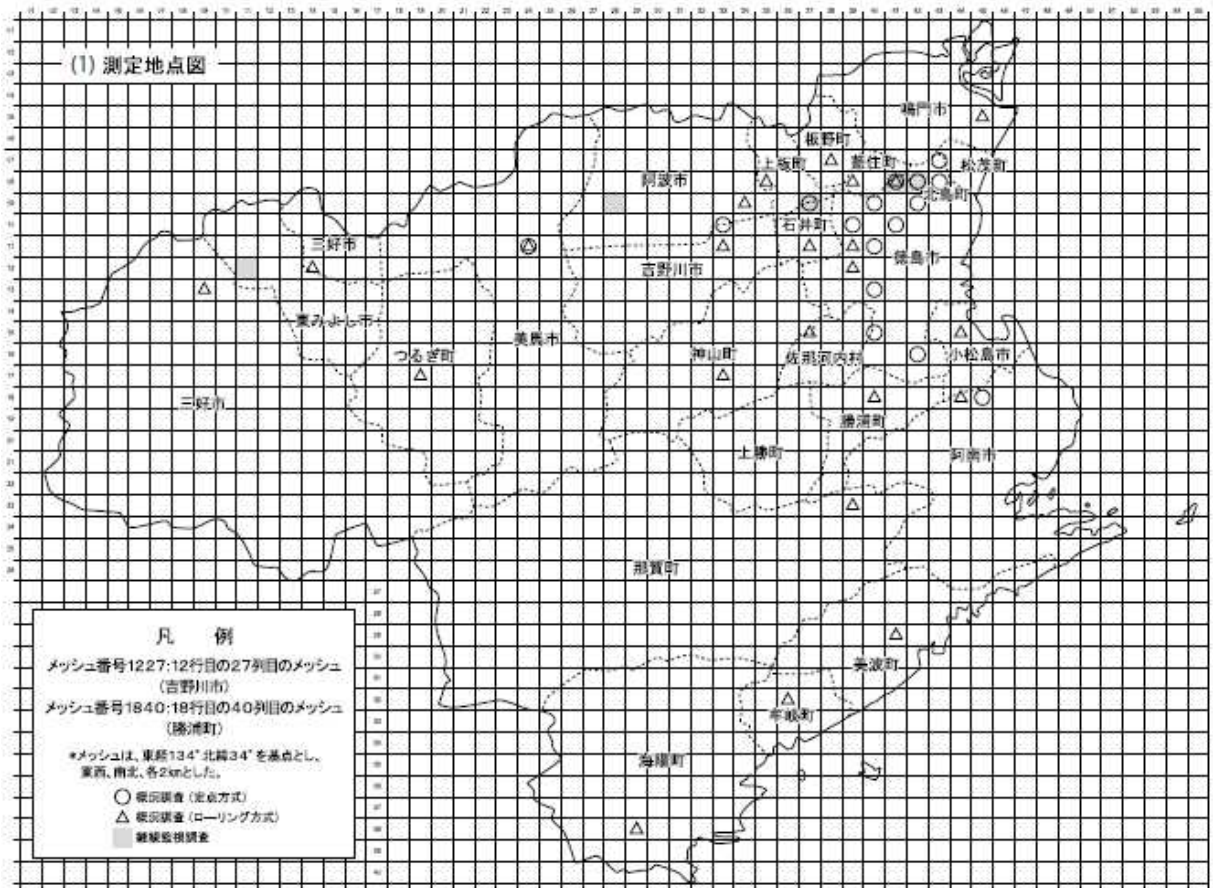 (1) 測定地点図
鳴門市
板野町
藍住町
松茂町
上板町
阿波市
北島町
石井町
三好市
徳島市
吉野川市
東みよし市
美馬市
つるぎ町
神山町
佐那河内村
小松島市
三好市
勝浦町
上勝町
阿南市
那賀町
美波町
牟岐町
海陽町
凡 例
メッシュ番号1227:12行目の27列目のメッシュ
(吉野川市)
メッシュ番号1840:18行目の40列目のメッシュ
(勝浦町)
*メッシュは、東経134°北緯34°を基点とし、
東西、南北、各2kmとした。
概況調査(定点方式)
概況調査(ローリング方式)
継続監視調査